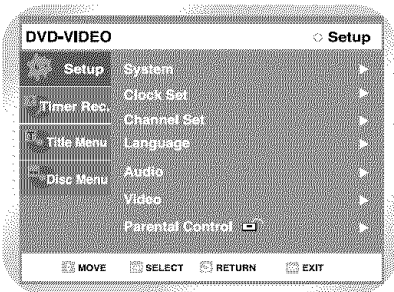 DVD-VIDEO
Setup
Setup
System
Clock Set
Timer Rec.
Channel Set
Title Menu
Language
Disc Menu
Audio
Video
Parental Control
MOVE SELECT RETURN EXIT